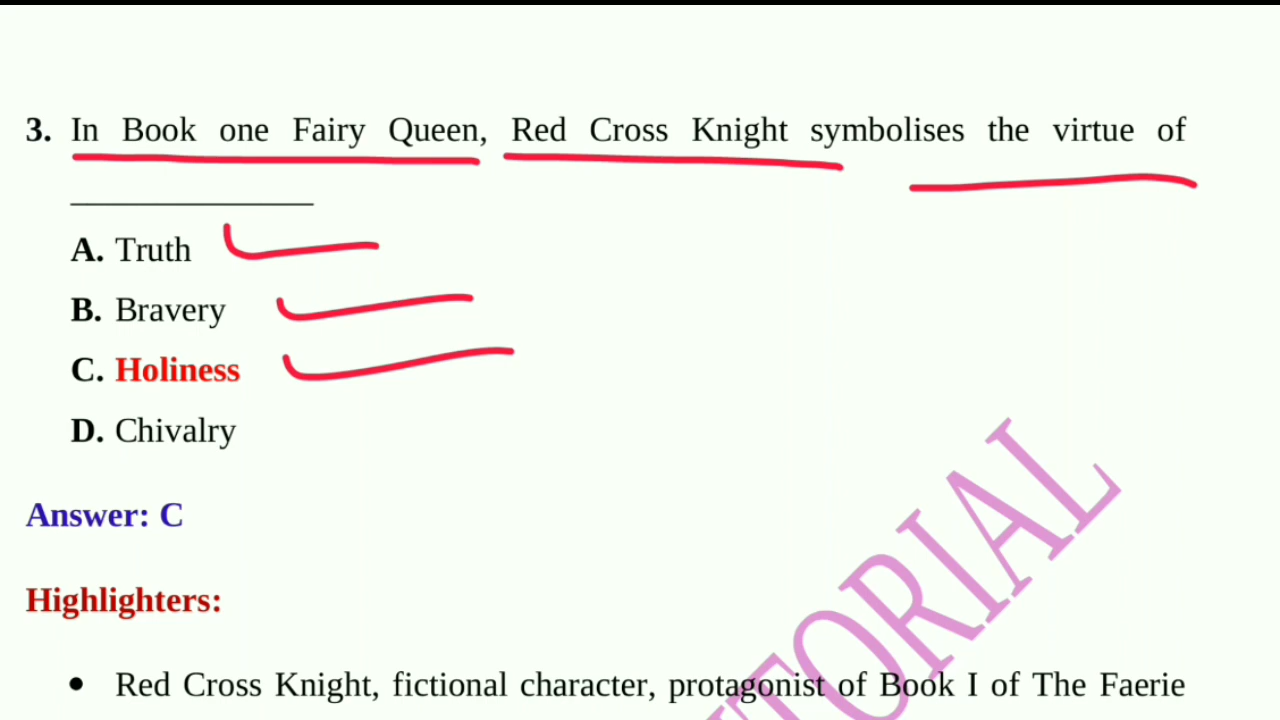 3. In Book one Fairy Queen, Red Cross Knight symbolises the virtue of
______________
A. Truth
B. Bravery
C. Holiness
D. Chivalry
Answer: C
Highlighters:
• Red Cross Knight, fictional character, protagonist of Book I of The Faerie
TORIAL